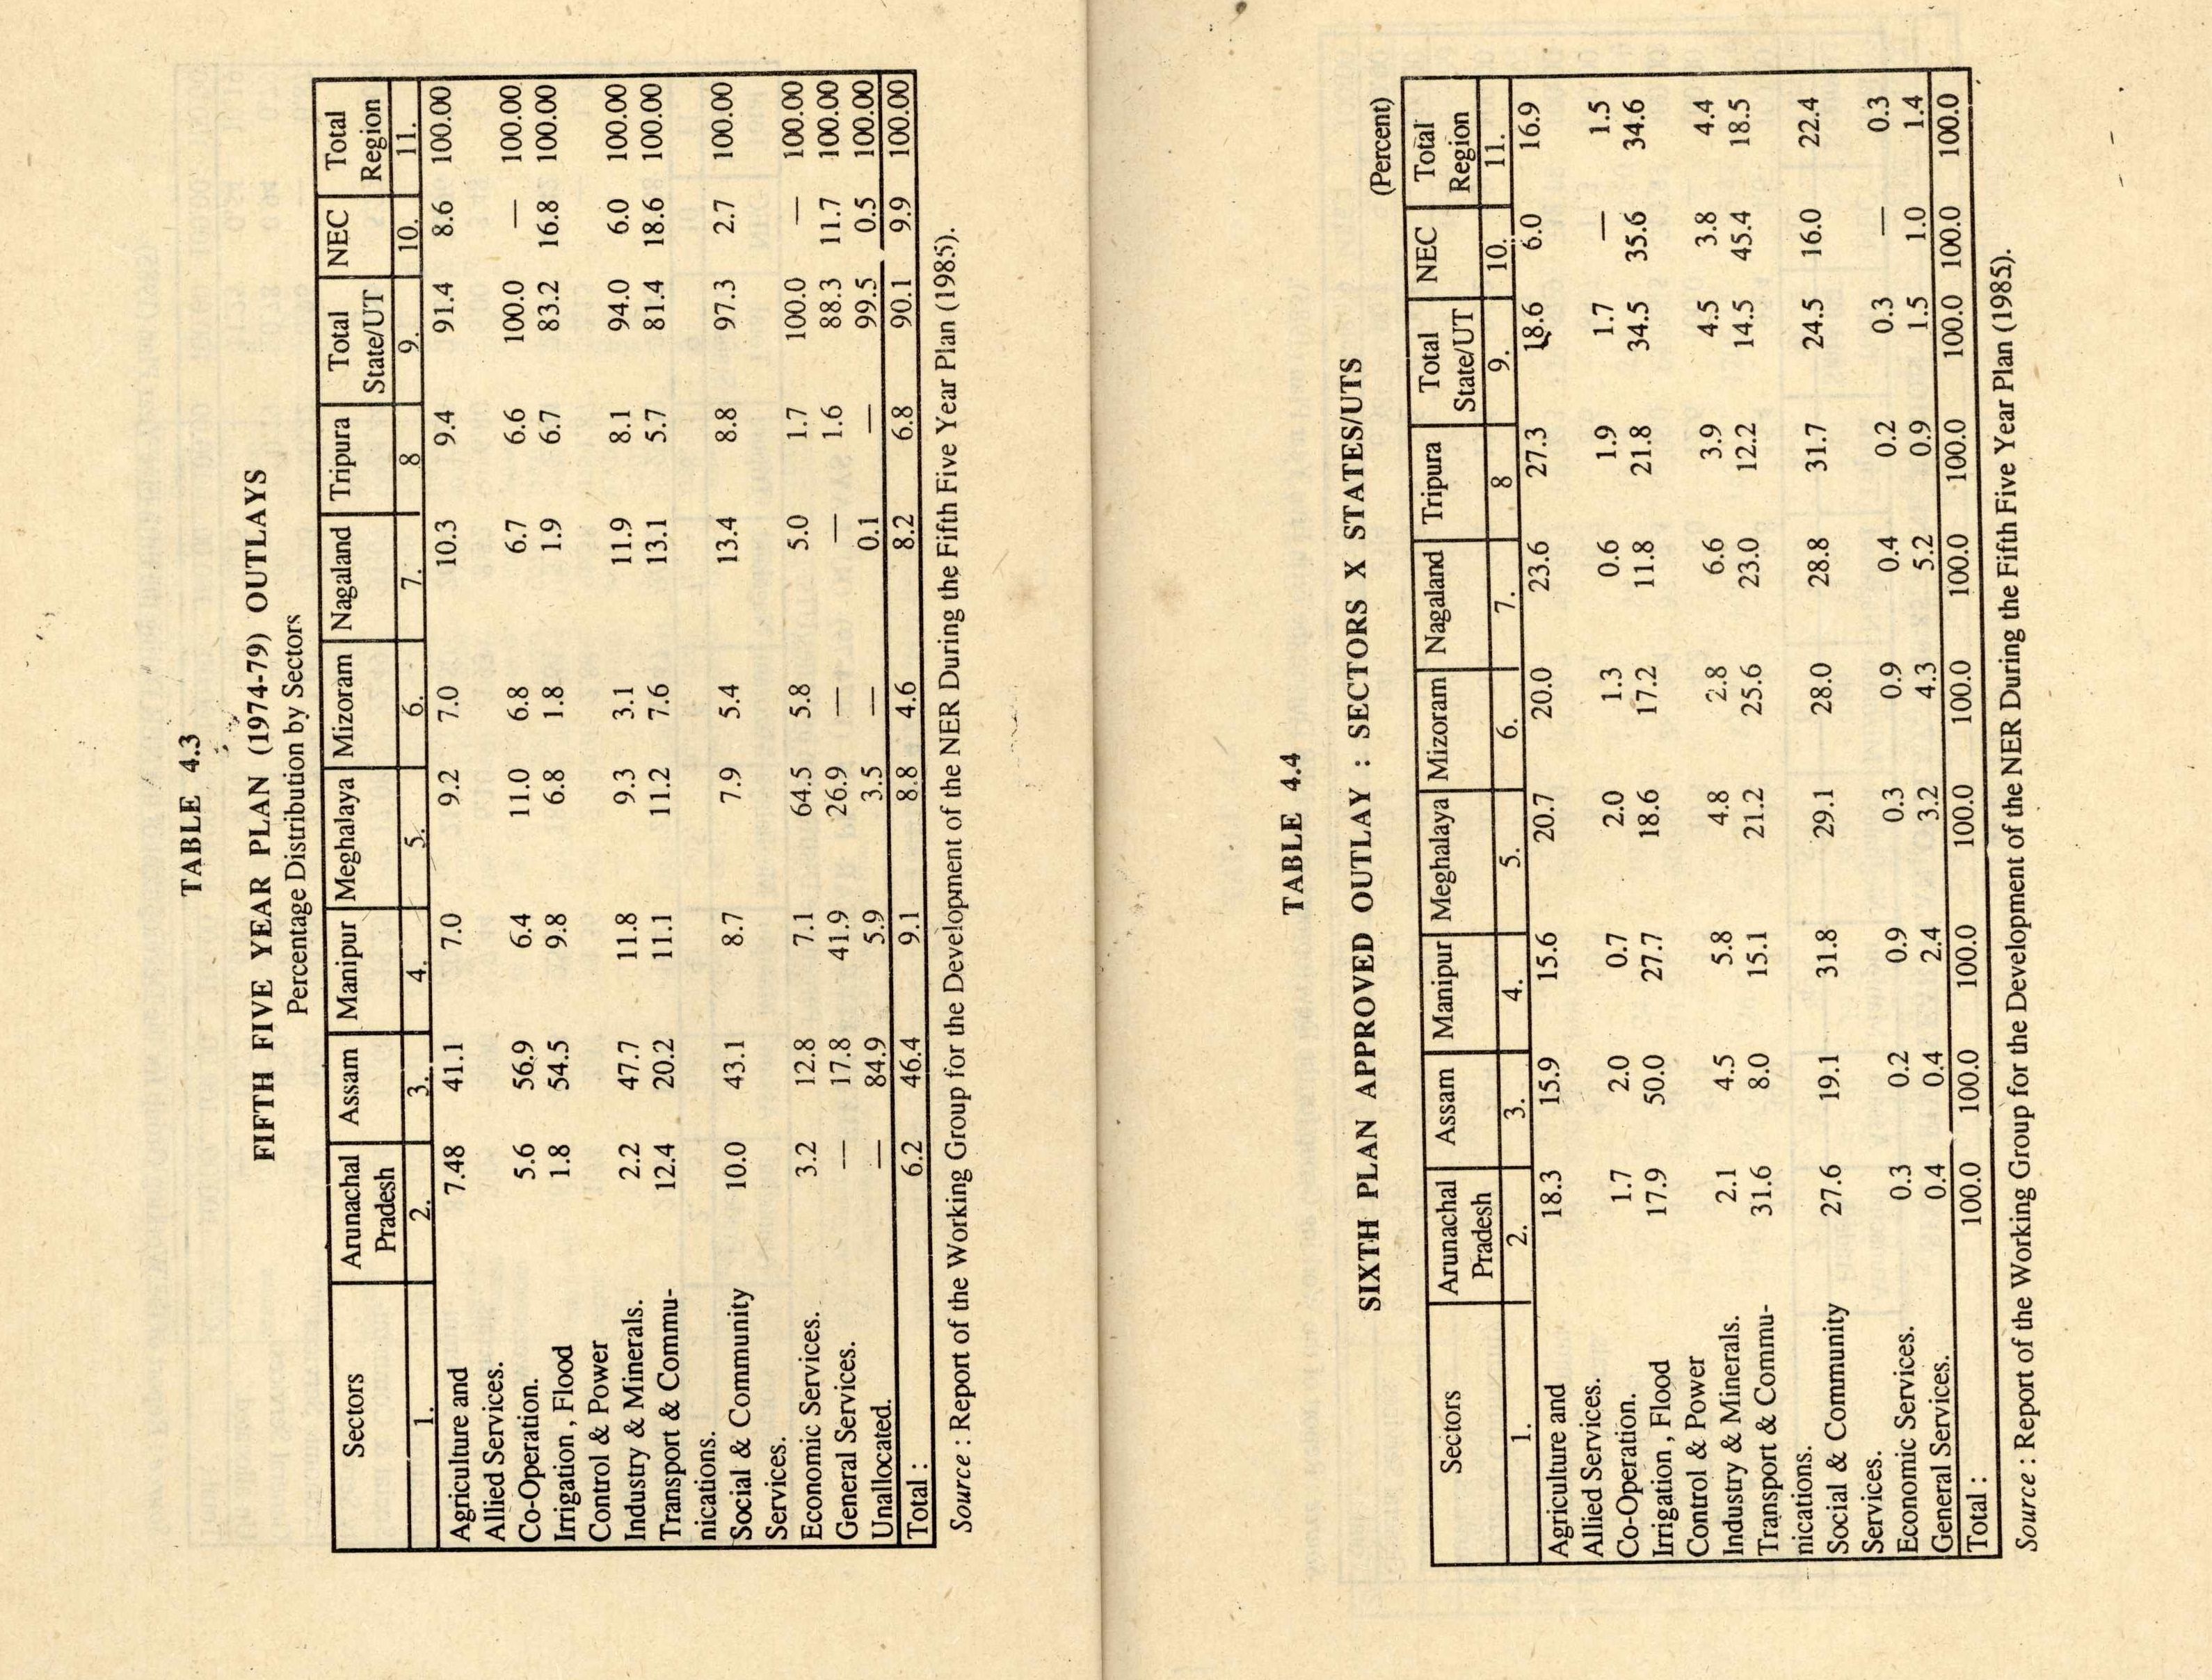 TABLE 4.3
FIFTH FIVE YEAR PLAN (1974-79) OUTLAYS
Percentage Distribution by Sectors
Sectors Arunachal Pradesh Assam Manipur Meghalaya Mizoram Nagaland Tripura Total State/UT NEC Total Region
1. 2. 3. 4. 5. 6. 7. 8 9. 10. 11.
Agriculture and 7.48 41.1 7.0 9.2 7.0 10.3 9.4 91.4 8.6 100.00
Allied Services.
Co-Operation. 5.6 56.9 6.4 11.0 6.8 6.7 6.6 100.0 — 100.00
Irrigation , Flood 1.8 54.5 9.8 6.8 1.8 1.9 6.7 83.2 16.8 100.00
Control & Power
Industry & Minerals. 2.2 47.7 11.8 9.3 3.1 11.9 8.1 94.0 6.0 100.00
Transport & Commu- 12.4 20.2 11.1 11.2 7.6 13.1 5.7 81.4 18.6 100.00
nications.
Social & Community 10.0 43.1 8.7 7.9 5.4 13.4 8.8 97.3 2.7 100.00
Services.
Economic Services. 3.2 12.8 7.1 64.5 5.8 5.0 1.7 100.0 — 100.00
General Services. — 17.8 41.9 26.9 — — 1.6 88.3 11.7 100.00
Unallocated. — 84.9 5.9 3.5 — 0.1 — 99.5 0.5 100.00
Total : 6.2 46.4 9.1 8.8 4.6 8.2 6.8 90.1 9.9 100.00
Source : Report of the Working Group for the Development of the NER During the Fifth Five Year Plan (1985).
TABLE 4.4
SIXTH PLAN APPROVED OUTLAY : SECTORS X STATES/UTS
(Percent)
Sectors Arunachal Pradesh Assam Manipur Meghalaya Mizoram Nagaland Tripura Total State/UT NEC Total Region
1. 2. 3. 4. 5. 6. 7. 8 9. 10. 11.
Agriculture and 18.3 15.9 15.6 20.7 20.0 23.6 27.3 18.6 6.0 16.9
Allied Services.
Co-Operation. 1.7 2.0 0.7 2.0 1.3 0.6 1.9 1.7 — 1.5
Irrigation , Flood 17.9 50.0 27.7 18.6 17.2 11.8 21.8 34.5 35.6 34.6
Control & Power
Industry & Minerals. 2.1 4.5 5.8 4.8 2.8 6.6 3.9 4.5 3.8 4.4
Transport & Commu- 31.6 8.0 15.1 21.2 25.6 23.0 12.2 14.5 45.4 18.5
nications.
Social & Community 27.6 19.1 31.8 29.1 28.0 28.8 31.7 24.5 16.0 22.4
Services.
Economic Services. 0.3 0.2 0.9 0.3 0.9 0.4 0.2 0.3 — 0.3
General Services. 0.4 0.4 2.4 3.2 4.3 5.2 0.9 1.5 1.0 1.4
Total : 100.0 100.0 100.0 100.0 100.0 100.0 100.0 100.0 100.0 100.0
Source : Report of the Working Group for the Development of the NER During the Fifth Five Year Plan (1985).